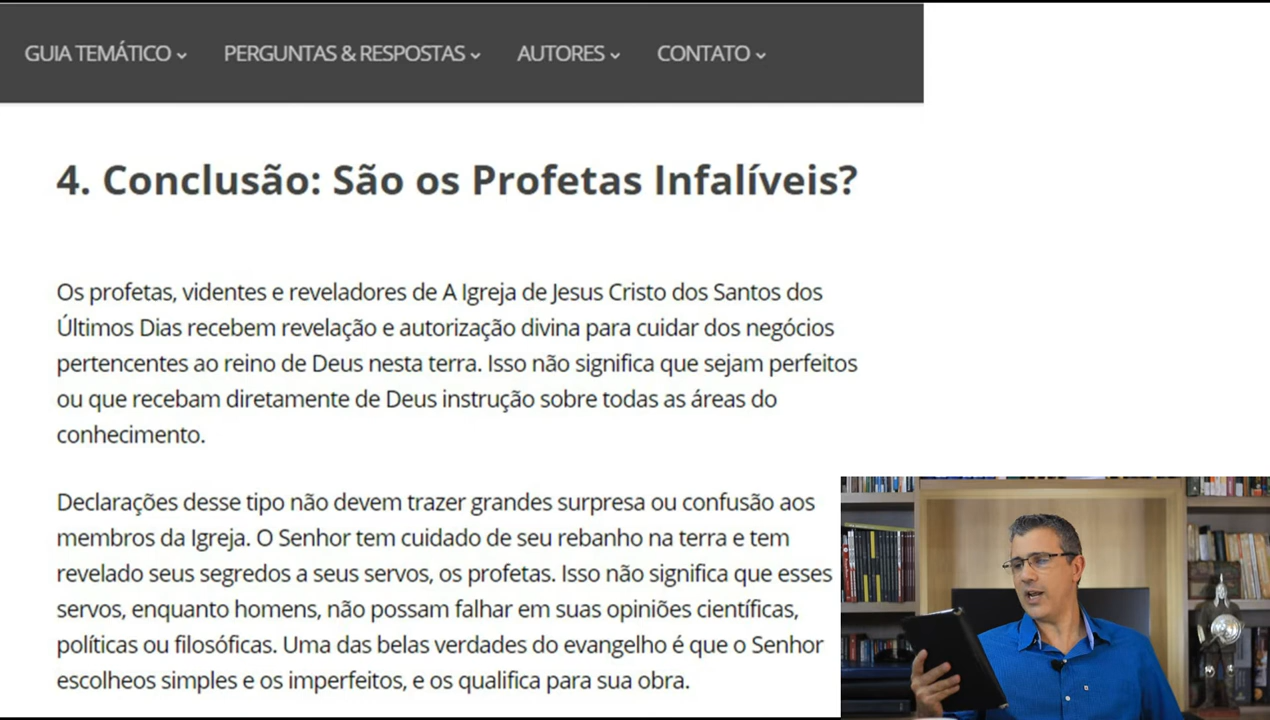 GUIA TEMÁTICO PERGUNTAS & RESPOSTAS AUTORES CONTATO
4. Conclusão: São os Profetas Infalíveis?
Os profetas, videntes e reveladores de A Igreja de Jesus Cristo dos Santos dos
Últimos Dias recebem revelação e autorização divina para cuidar dos negócios
pertencentes ao reino de Deus nesta terra. Isso não significa que sejam perfeitos
ou que recebam diretamente de Deus instrução sobre todas as áreas do
conhecimento.
Declarações desse tipo não devem trazer grandes surpresa ou confusão aos
membros da Igreja. O Senhor tem cuidado de seu rebanho na terra e tem
revelado seus segredos a seus servos, os profetas. Isso não significa que esses
servos, enquanto homens, não possam falhar em suas opiniões científicas,
políticas ou filosóficas. Uma das belas verdades do evangelho é que o Senhor
escolheos simples e os imperfeitos, e os qualifica para sua obra.